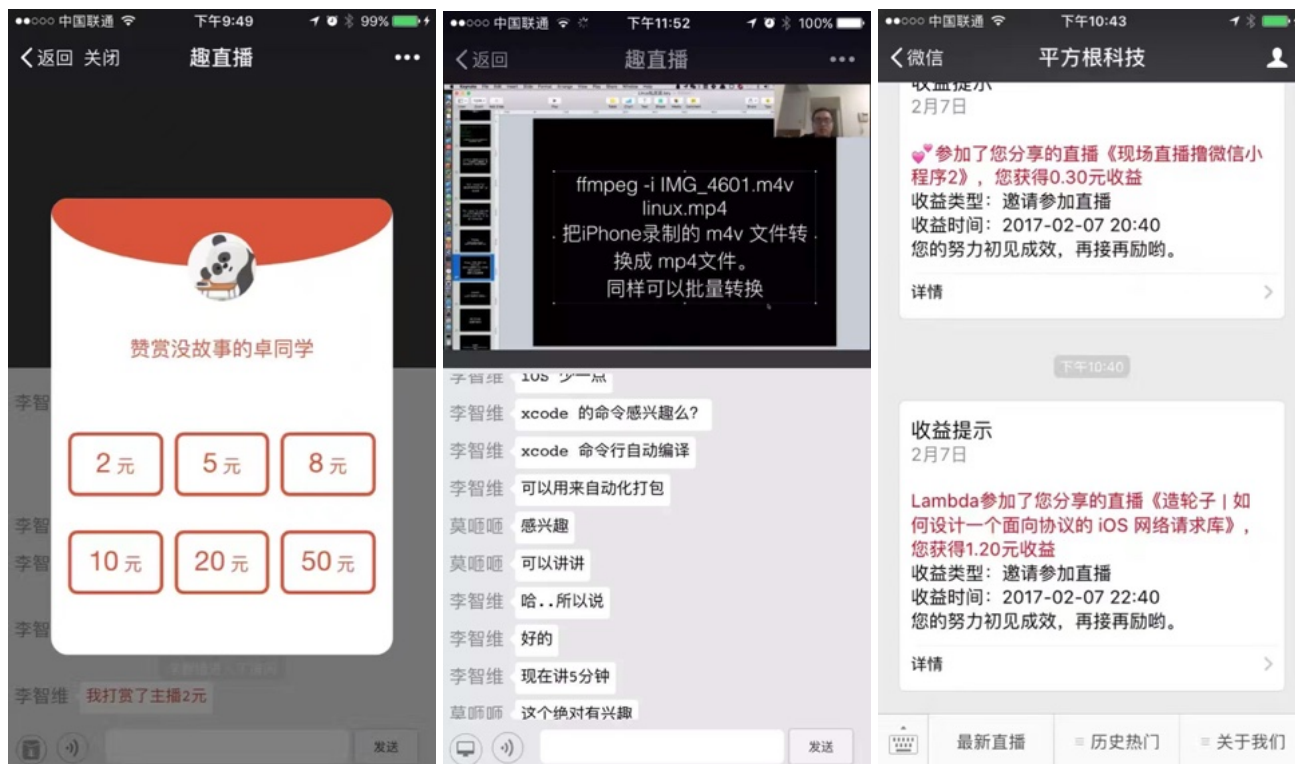 中国联通
下午9:49
99%
返回 关闭
趣直播
赞赏没故事的卓同学
2元
5元
8元
10元
20元
50元
李智
李智
李智
李智
李智维 我打赏了主播2元
发送
中国联通
下午11:52
100%
返回
趣直播
ffmpeg -i IMG_4601.m4v
linux.mp4
把iPhone录制的 m4v 文件转
换成 mp4文件。
同样可以批量转换
李智维 iOS 少一点
李智维 xcode 的命令感兴趣么?
李智维 xcode 命令行自动编译
李智维 可以用来自动化打包
莫咂咂 感兴趣
莫咂咂 可以讲讲
李智维 哈..所以说
李智维 好的
李智维 现在讲5分钟
莫咂咂 这个绝对有兴趣
发送
中国联通
下午10:43
微信
平方根科技
收益提示
2月7日
💕参加了您分享的直播《现场直播撸微信小
程序2》，您获得0.30元收益
收益类型：邀请参加直播
收益时间：2017-02-07 20:40
您的努力初见成效，再接再励哟。
详情
下午10:40
收益提示
2月7日
Lambda参加了您分享的直播《造轮子 | 如
何设计一个面向协议的 iOS 网络请求库》，
您获得1.20元收益
收益类型：邀请参加直播
收益时间：2017-02-07 22:40
您的努力初见成效，再接再励哟。
详情
最新直播
历史热门
关于我们